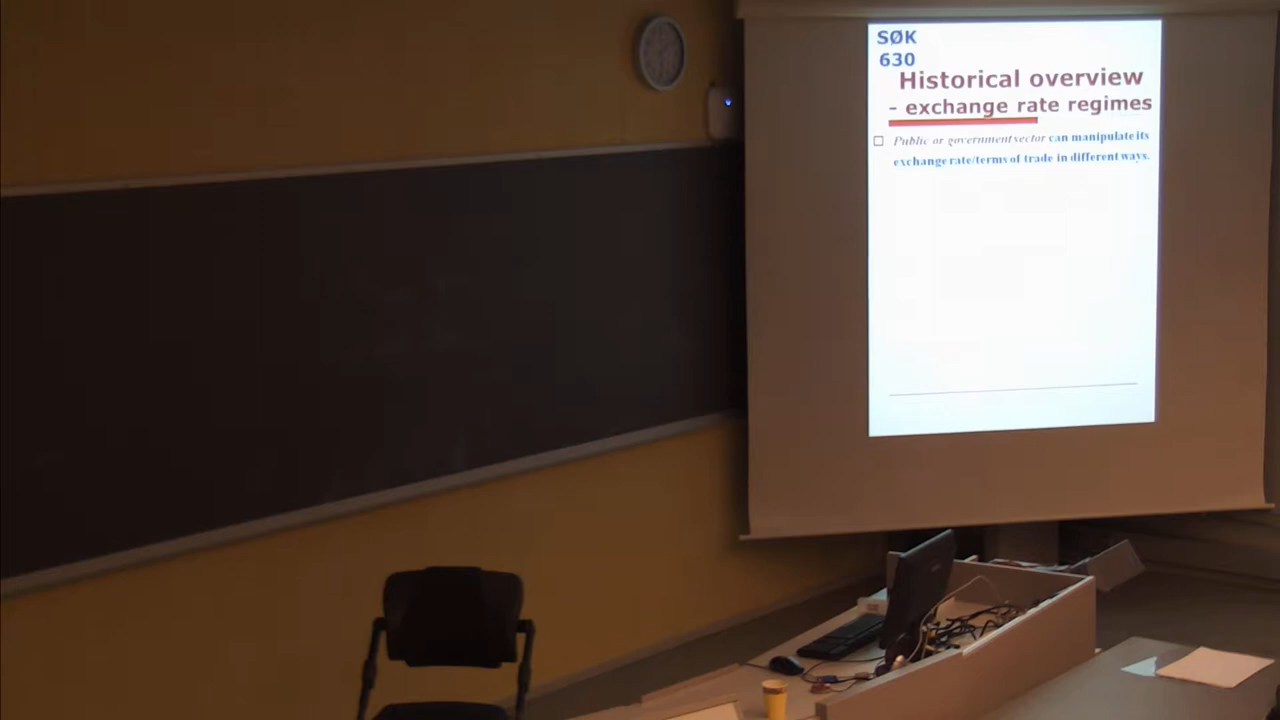 SØK
630
Historical overview
– exchange rate regimes
Public or government sector can manipulate its
exchange rate/terms of trade in different ways.